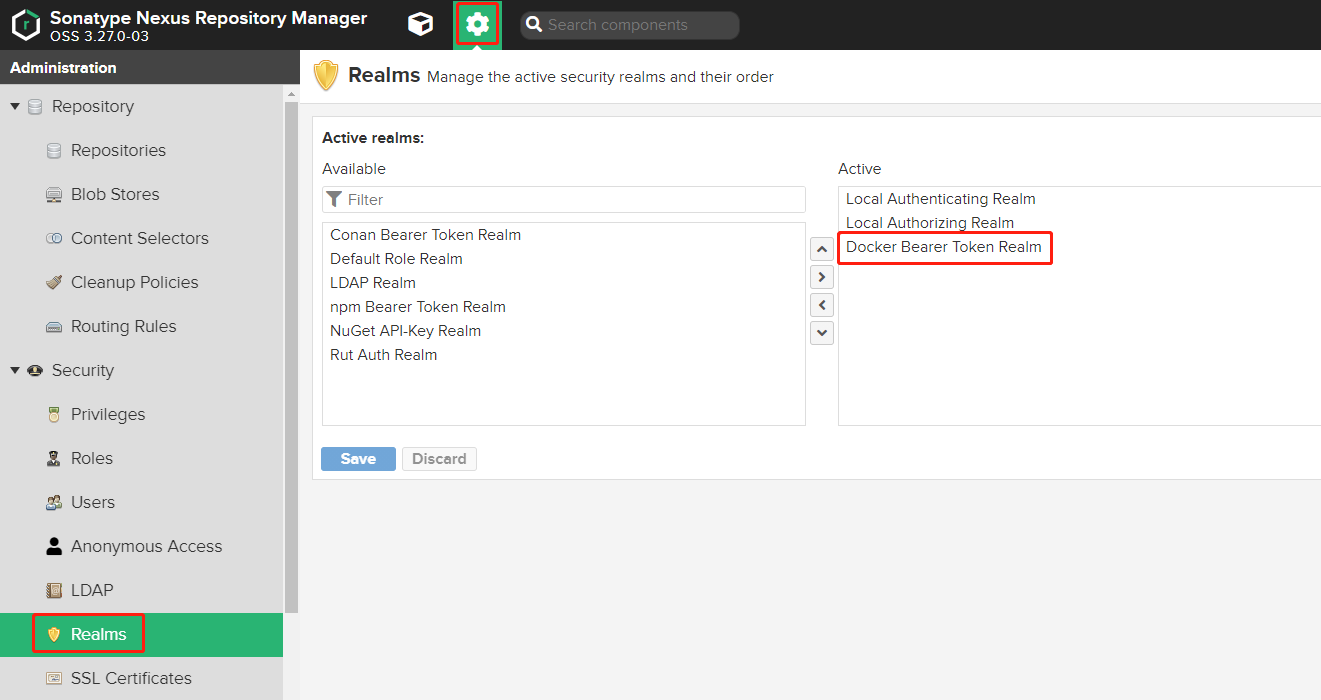 Sonatype Nexus Repository Manager
OSS 3.27.0-03
Search components
Administration
Repository
Repositories
Blob Stores
Content Selectors
Cleanup Policies
Routing Rules
Security
Privileges
Roles
Users
Anonymous Access
LDAP
Realms
SSL Certificates
Realms Manage the active security realms and their order
Active realms:
Available
Filter
Conan Bearer Token Realm
Default Role Realm
LDAP Realm
npm Bearer Token Realm
NuGet API-Key Realm
Rut Auth Realm
Active
Local Authenticating Realm
Local Authorizing Realm
Docker Bearer Token Realm
Save Discard